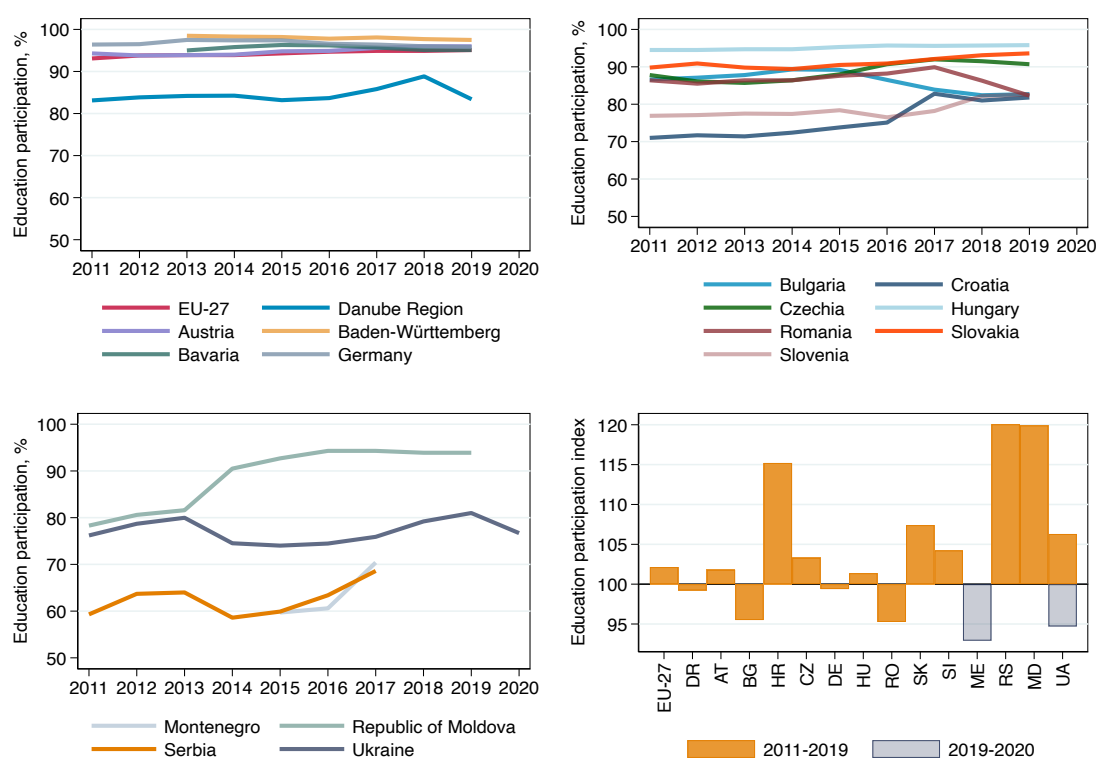 Education participation, %
100
90
80
70
60
50
2011 2012 2013 2014 2015 2016 2017 2018 2019 2020
EU-27 Danube Region
Austria Baden-Württemberg
Bavaria Germany
Education participation, %
100
90
80
70
60
50
2011 2012 2013 2014 2015 2016 2017 2018 2019 2020
Bulgaria Croatia
Czechia Hungary
Romania Slovakia
Slovenia
Education participation, %
100
90
80
70
60
50
2011 2012 2013 2014 2015 2016 2017 2018 2019 2020
Montenegro Republic of Moldova
Serbia Ukraine
Education participation index
120
115
110
105
100
95
EU-27 DR AT BG HR CZ DE HU RO SK SI ME RS MD UA
2011-2019 2019-2020